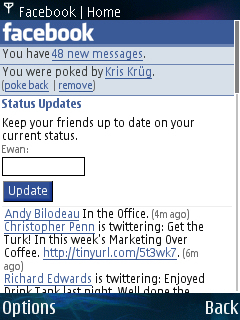 Facebook | Home
facebook
You have 48 new messages.
You were poked by Kris Krüg.
(poke back | remove)
Status Updates
Keep your friends up to date on your
current status.
Ewan:
Update
Andy Bilodeau In the Office. (4m ago)
Christopher Penn is twittering: Get the
Turk! In this week's Marketing Over
Coffee. http://tinyurl.com/5t3wk7. (6m
ago)
Richard Edwards is twittering: Enjoyed
Drink Tank last night. Well done the
Options Back